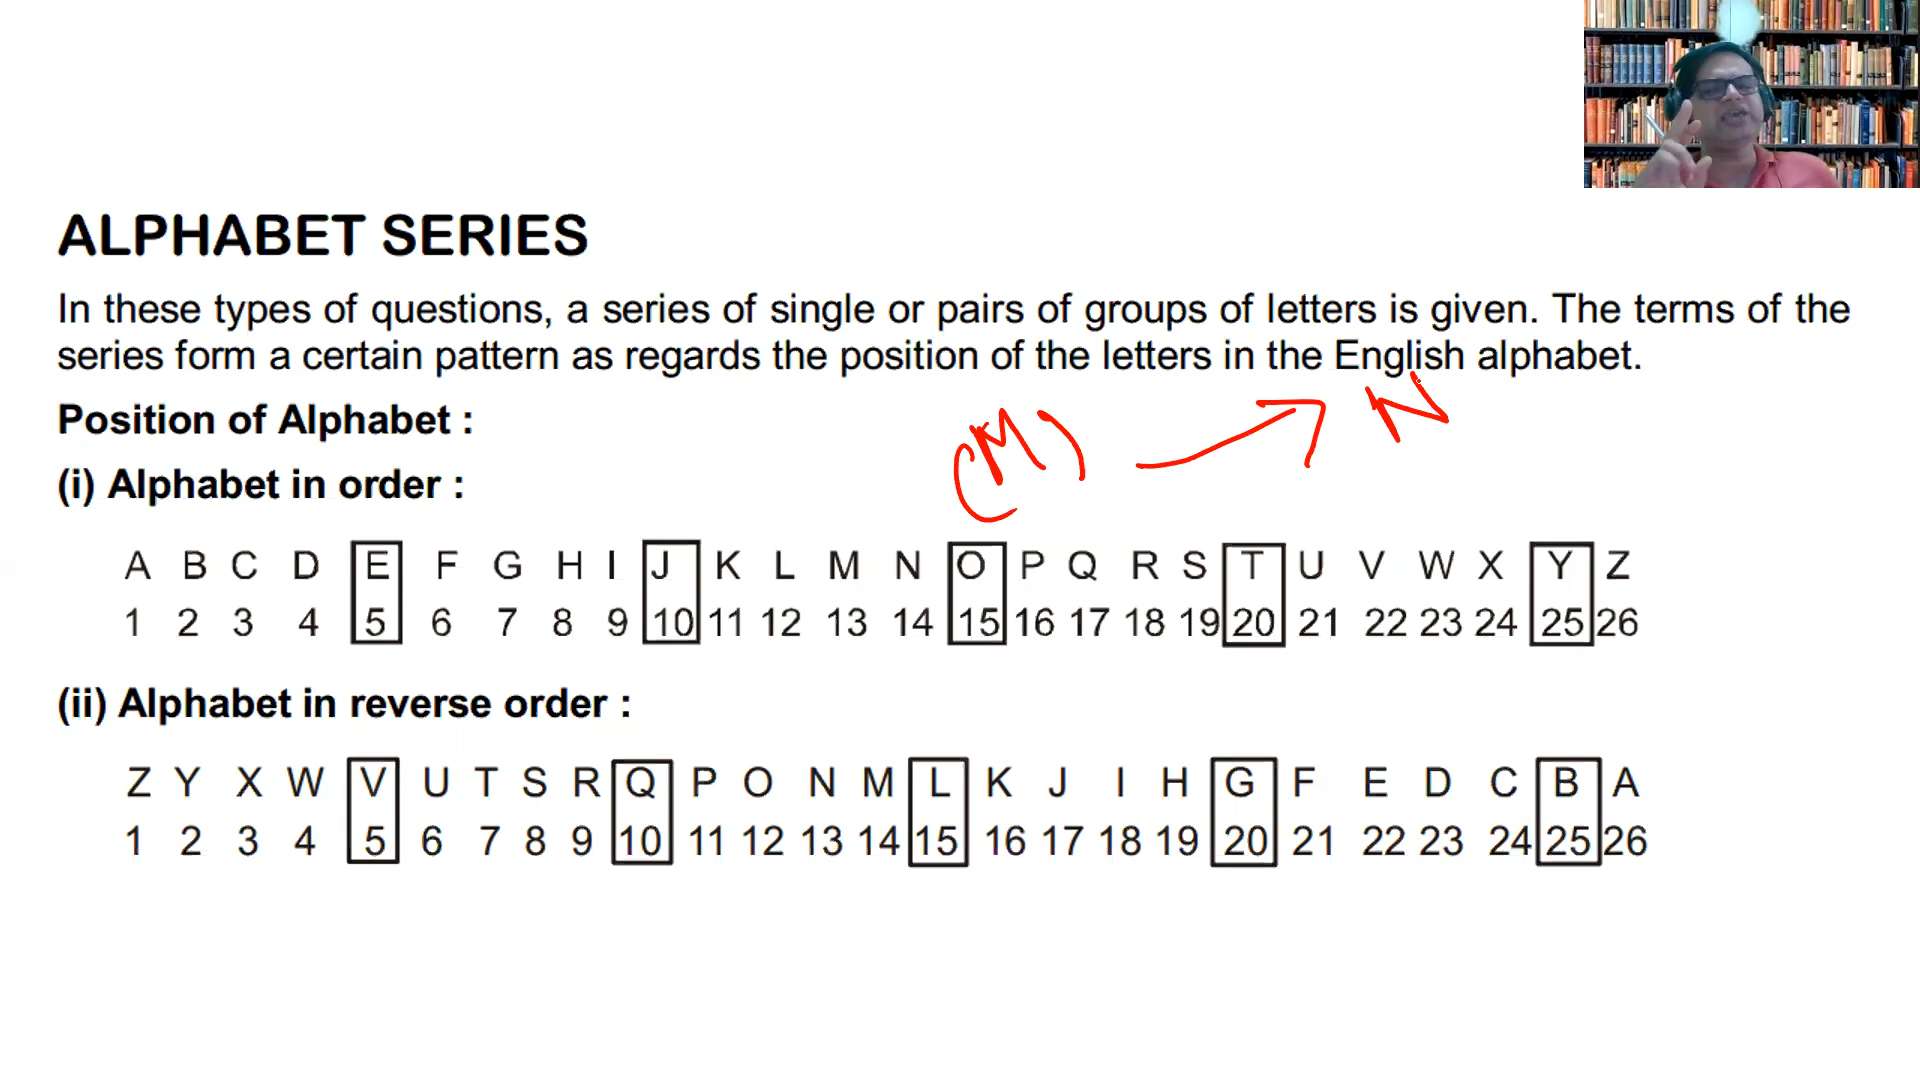 ALPHABET SERIES
In these types of questions, a series of single or pairs of groups of letters is given. The terms of the
series form a certain pattern as regards the position of the letters in the English alphabet.
Position of Alphabet :
(M) → N
(i) Alphabet in order :
A B C D E F G H I J K L M N O P Q R S T U V W X Y Z
1 2 3 4 5 6 7 8 9 10 11 12 13 14 15 16 17 18 19 20 21 22 23 24 25 26
(ii) Alphabet in reverse order :
Z Y X W V U T S R Q P O N M L K J I H G F E D C B A
1 2 3 4 5 6 7 8 9 10 11 12 13 14 15 16 17 18 19 20 21 22 23 24 25 26